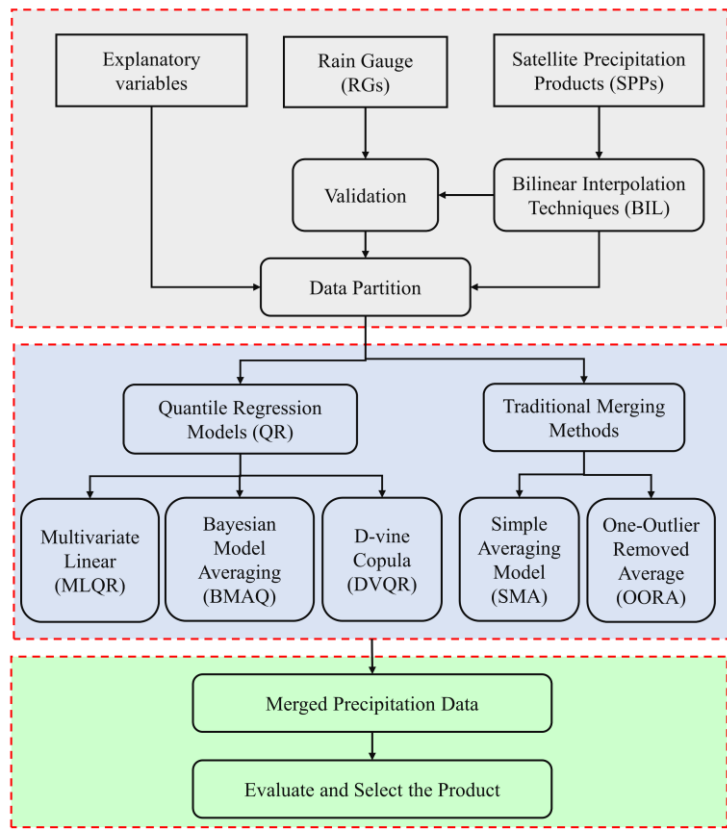 Explanatory
variables
Rain Gauge
(RGs)
Satellite Precipitation
Products (SPPs)
Validation
Bilinear Interpolation
Techniques (BIL)
Data Partition
Quantile Regression
Models (QR)
Traditional Merging
Methods
Multivariate
Linear
(MLQR)
Bayesian
Model
Averaging
(BMAQ)
D-vine
Copula
(DVQR)
Simple
Averaging
Model
(SMA)
One-Outlier
Removed
Average
(OORA)
Merged Precipitation Data
Evaluate and Select the Product